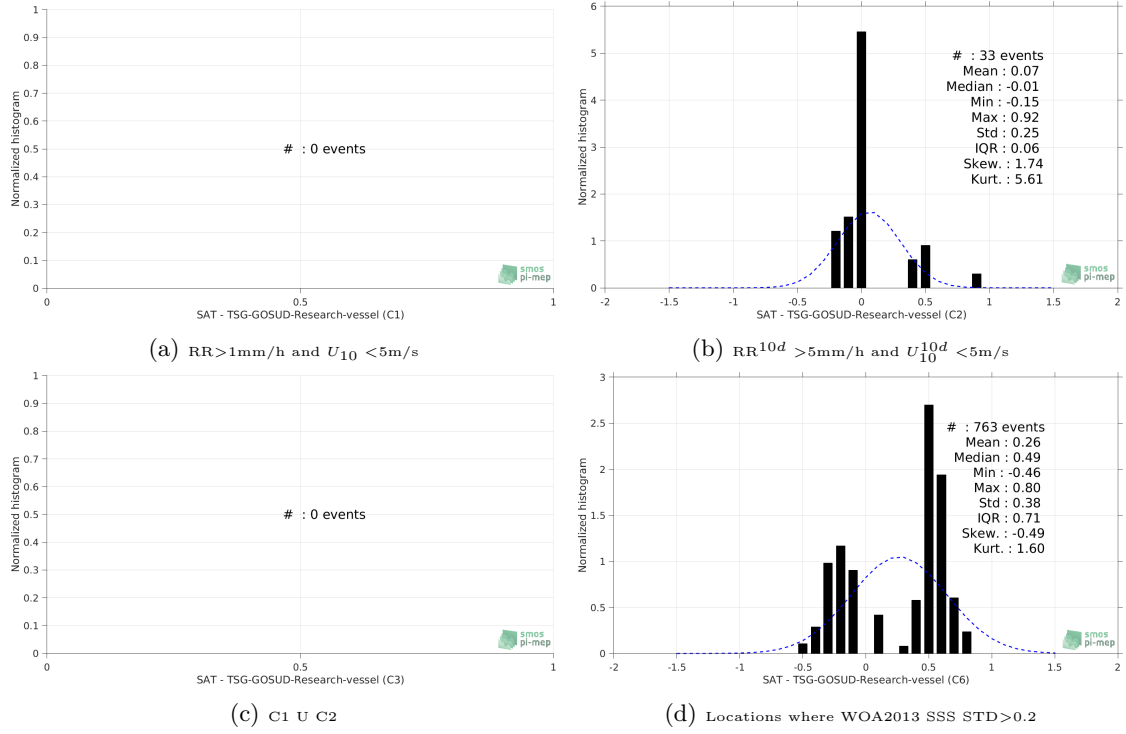 1
0.9
0.8
0.7
0.6
0.5
0.4
0.3
0.2
0.1
0
Normalized histogram
# : 0 events
smos
pi-mep
0 0.5 1
SAT - TSG-GOSUD-Research-vessel (C1)
(a) RR>1mm/h and U10 <5m/s
6
5
4
3
2
1
0
Normalized histogram
# : 33 events
Mean : 0.07
Median : -0.01
Min : -0.15
Max : 0.92
Std : 0.25
IQR : 0.06
Skew. : 1.74
Kurt. : 5.61
smos
pi-mep
-2 -1.5 -1 -0.5 0 0.5 1 1.5 2
SAT - TSG-GOSUD-Research-vessel (C2)
(b) RR10d >5mm/h and U10d10 <5m/s
1
0.9
0.8
0.7
0.6
0.5
0.4
0.3
0.2
0.1
0
Normalized histogram
# : 0 events
smos
pi-mep
0 0.5 1
SAT - TSG-GOSUD-Research-vessel (C3)
(c) C1 U C2
3
2.5
2
1.5
1
0.5
0
Normalized histogram
# : 763 events
Mean : 0.26
Median : 0.49
Min : -0.46
Max : 0.80
Std : 0.38
IQR : 0.71
Skew. : -0.49
Kurt. : 1.60
smos
pi-mep
-2 -1.5 -1 -0.5 0 0.5 1 1.5 2
SAT - TSG-GOSUD-Research-vessel (C6)
(d) Locations where WOA2013 SSS STD>0.2